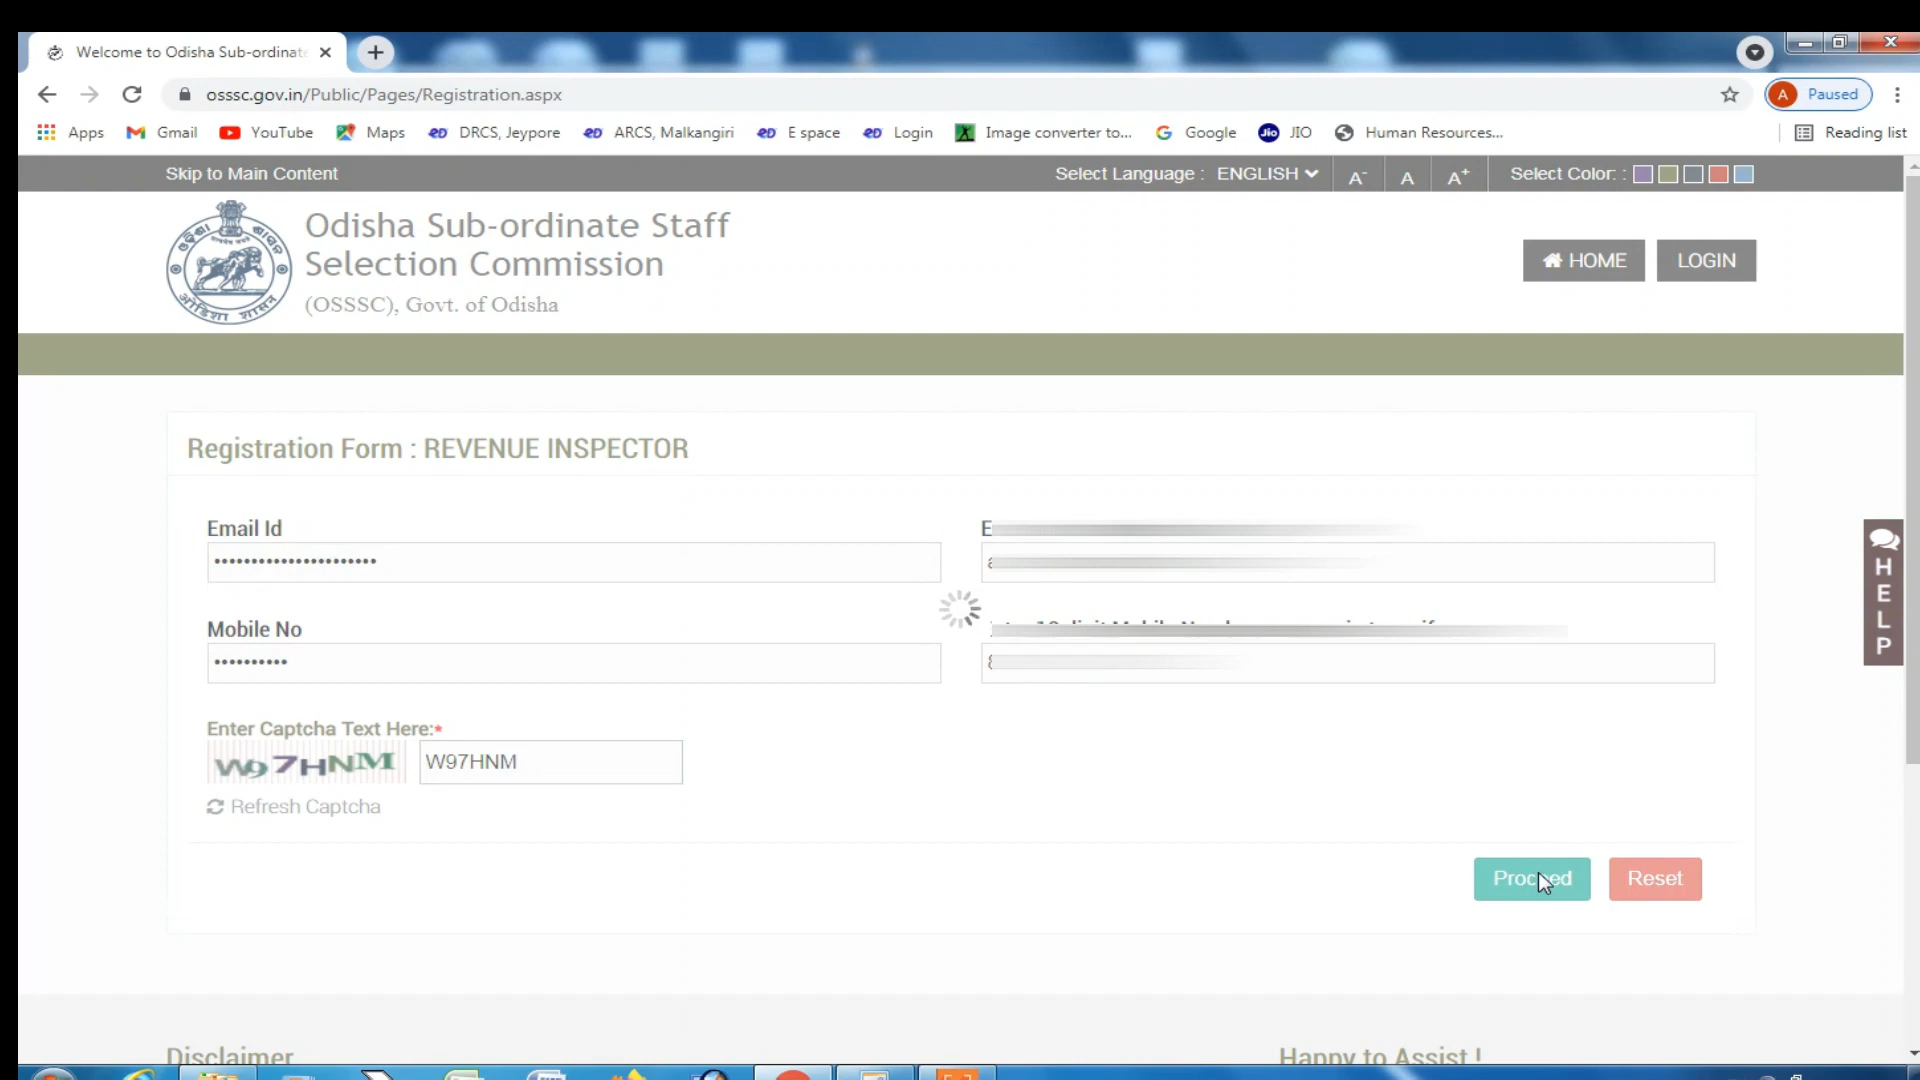 Welcome to Odisha Sub-ordinate
osssc.gov.in/Public/Pages/Registration.aspx
A Paused
Apps Gmail YouTube Maps DRCS, Jeypore ARCS, Malkangiri E space Login Image converter to... Google JIO Human Resources... Reading list
Skip to Main Content
Select Language : ENGLISH A- A A+ Select Color: :
Odisha Sub-ordinate Staff
Selection Commission
(OSSSC), Govt. of Odisha
HOME LOGIN
Registration Form : REVENUE INSPECTOR
Email Id
E
••••••••••••••••••••••
Mobile No
••••••••••
HELP
Enter Captcha Text Here:*
W97HNM W97HNM
Refresh Captcha
Proceed Reset
Disclaimer Happy to Assist !